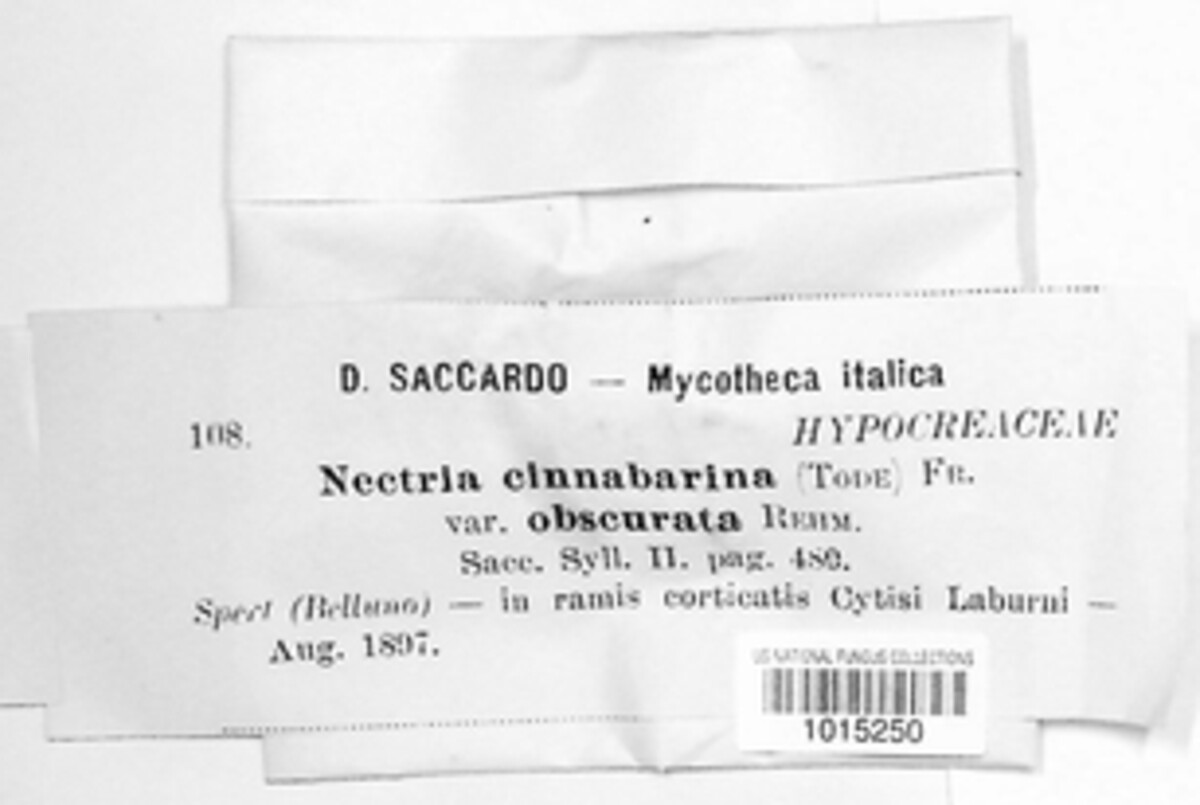 D. SACCARDO — Mycotheca italica
108. HYPOCREACEAE
Nectria cinnabarina (TODE) FR.
var. obscurata REHM.
Sacc. Syll. II. pag. 480.
Spert (Belluno) — in ramis corticatis Cytisi Laburni —
Aug. 1897.
US NATIONAL FUNGUS COLLECTIONS
1015250